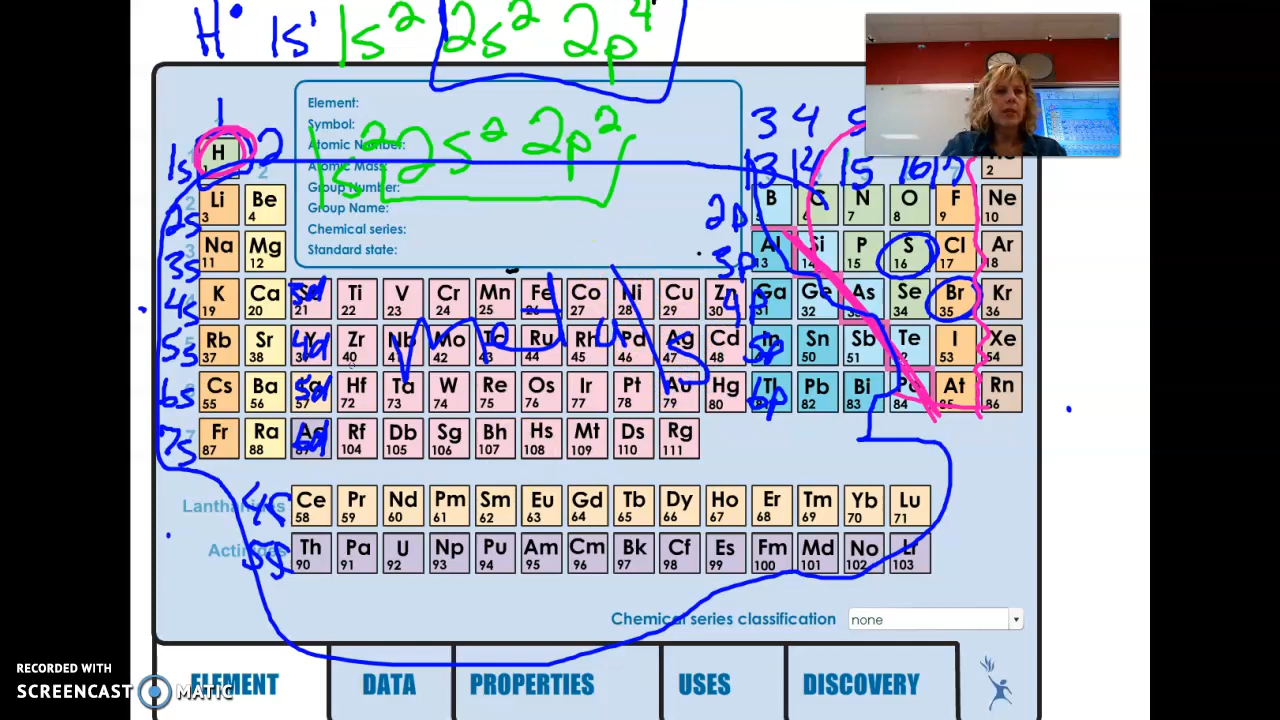 H 1s¹ 1s² 2s² 2p⁴
Element:
Symbol:
Atomic Number:
Atomic Mass:
Group Number:
Group Name:
Chemical series:
Standard state:
1s² 2s² 2p²
1 2 3 4 5
13 14 15 16 17
1s H
1 2 2
2s Li Be 2p B C N O F Ne
3 4 5 6 7 8 9 10
3s Na Mg 3p Al Si P S Cl Ar
11 12 13 14 15 16 17 18
4s K Ca 3d Ti V Cr Mn Fe Co Ni Cu Zn 4p Ga Ge As Se Br Kr
19 20 21 22 23 24 25 26 27 28 29 30 31 32 34 35 36
metals
5s Rb Sr Y 4d Zr Nb Mo Tc Ru Rh Pd Ag Cd 5p In Sn Sb Te I Xe
37 38 40 41 42 43 44 45 46 47 48 50 51 53 54
6s Cs Ba 5d Hf Ta W Re Os Ir Pt Au Hg 6p Tl Pb Bi Po At Rn
55 56 57 72 73 74 75 76 77 78 79 80 82 83 84 85 86
7s Fr Ra 6d Rf Db Sg Bh Hs Mt Ds Rg
87 88 104 105 106 107 108 109 110 111
Lanthanides 4f Ce Pr Nd Pm Sm Eu Gd Tb Dy Ho Er Tm Yb Lu
58 59 60 61 62 63 64 65 66 67 68 69 70 71
Actinides 5f Th Pa U Np Pu Am Cm Bk Cf Es Fm Md No Lr
90 91 92 93 94 95 96 97 98 99 100 101 102 103
Chemical series classification none
ELEMENT DATA PROPERTIES USES DISCOVERY
RECORDED WITH
SCREENCAST MATIC